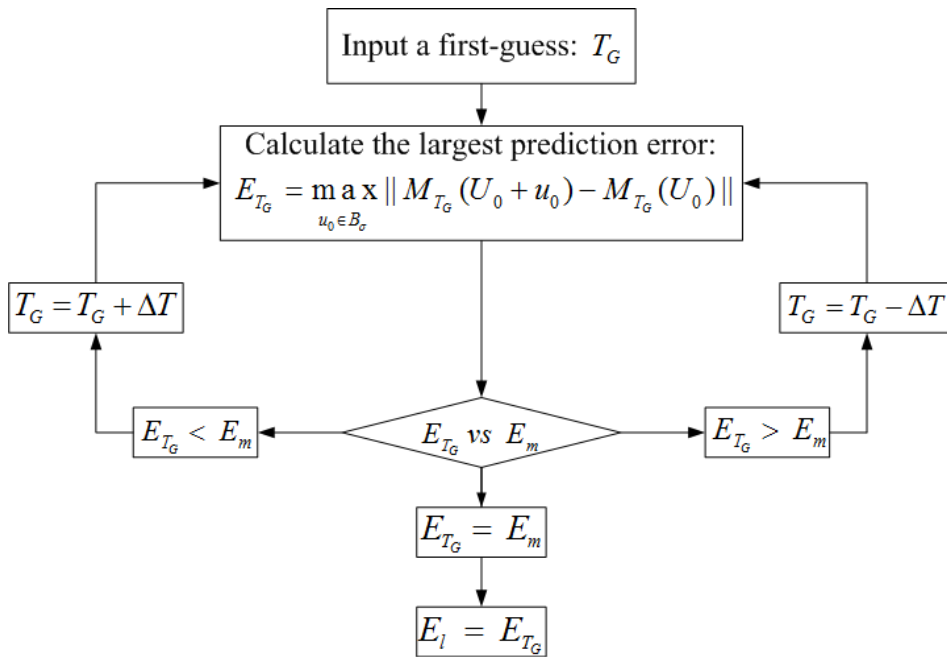 Input a first-guess: T_G
Calculate the largest prediction error:
E_{T_G} = max_{u_0 ∈ B_σ} || M_{T_G}(U_0 + u_0) − M_{T_G}(U_0) ||
T_G = T_G + ΔT
T_G = T_G − ΔT
E_{T_G} < E_m
E_{T_G} vs E_m
E_{T_G} > E_m
E_{T_G} = E_m
E_l = E_{T_G}